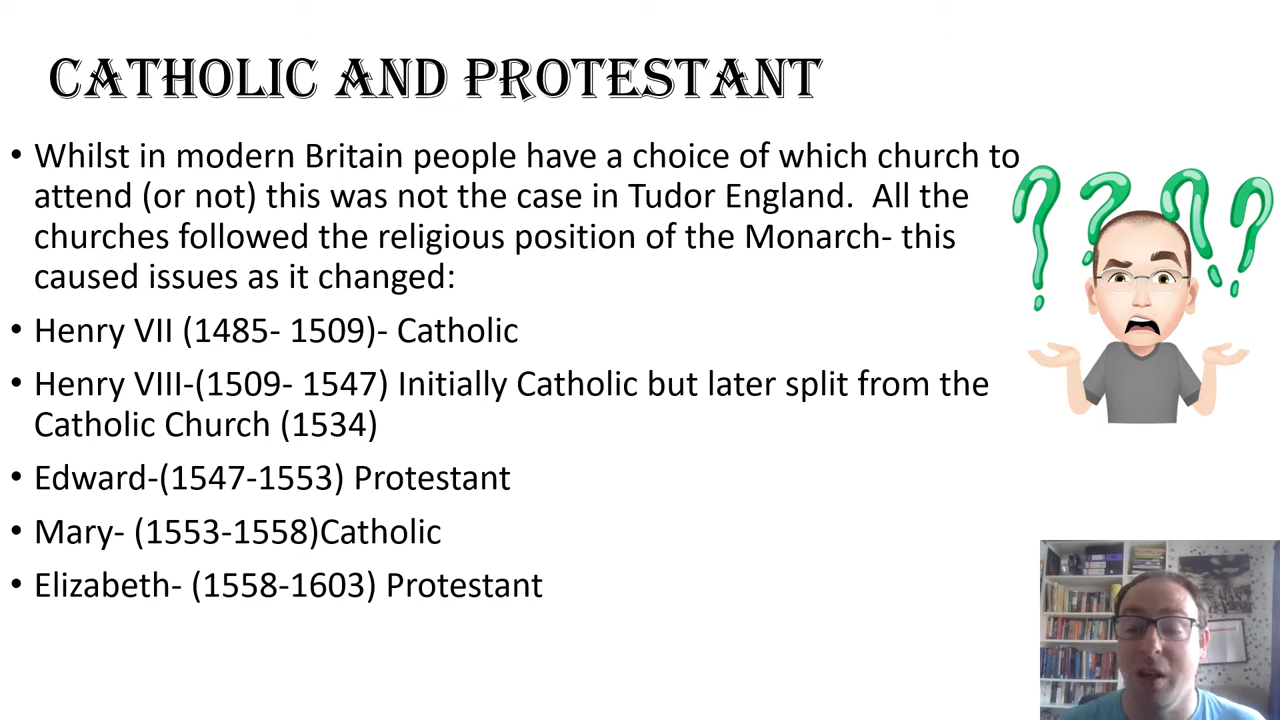 CATHOLIC AND PROTESTANT
• Whilst in modern Britain people have a choice of which church to
attend (or not) this was not the case in Tudor England.  All the
churches followed the religious position of the Monarch- this
caused issues as it changed:
• Henry VII (1485- 1509)- Catholic
• Henry VIII-(1509- 1547) Initially Catholic but later split from the
Catholic Church (1534)
• Edward-(1547-1553) Protestant
• Mary- (1553-1558)Catholic
• Elizabeth- (1558-1603) Protestant
????